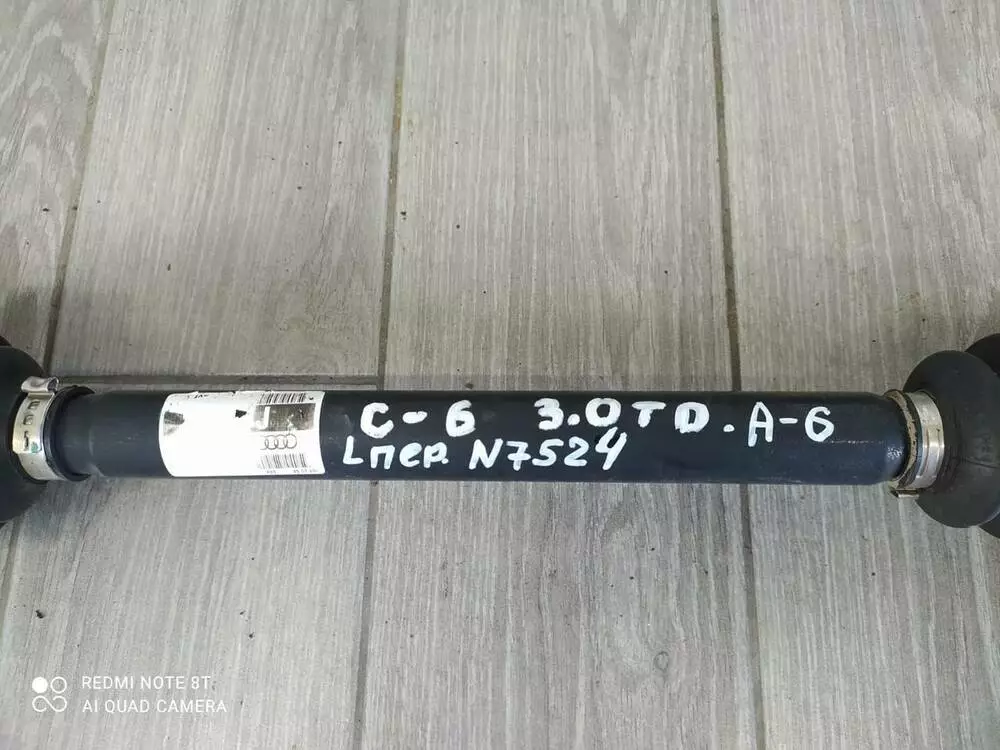 C-6 3.0TD. A-6
Lпер. N7524
REDMI NOTE 8T
AI QUAD CAMERA